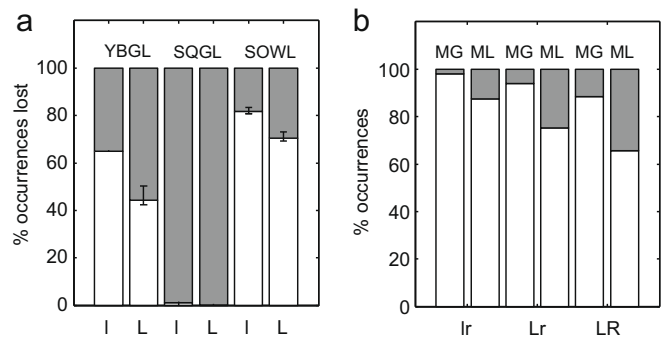 a
YBGL SQGL SOWL
% occurrences lost
100
80
60
40
20
0
l L l L l L
b
MG ML MG ML MG ML
% occurrences
100
80
60
40
20
0
lr Lr LR